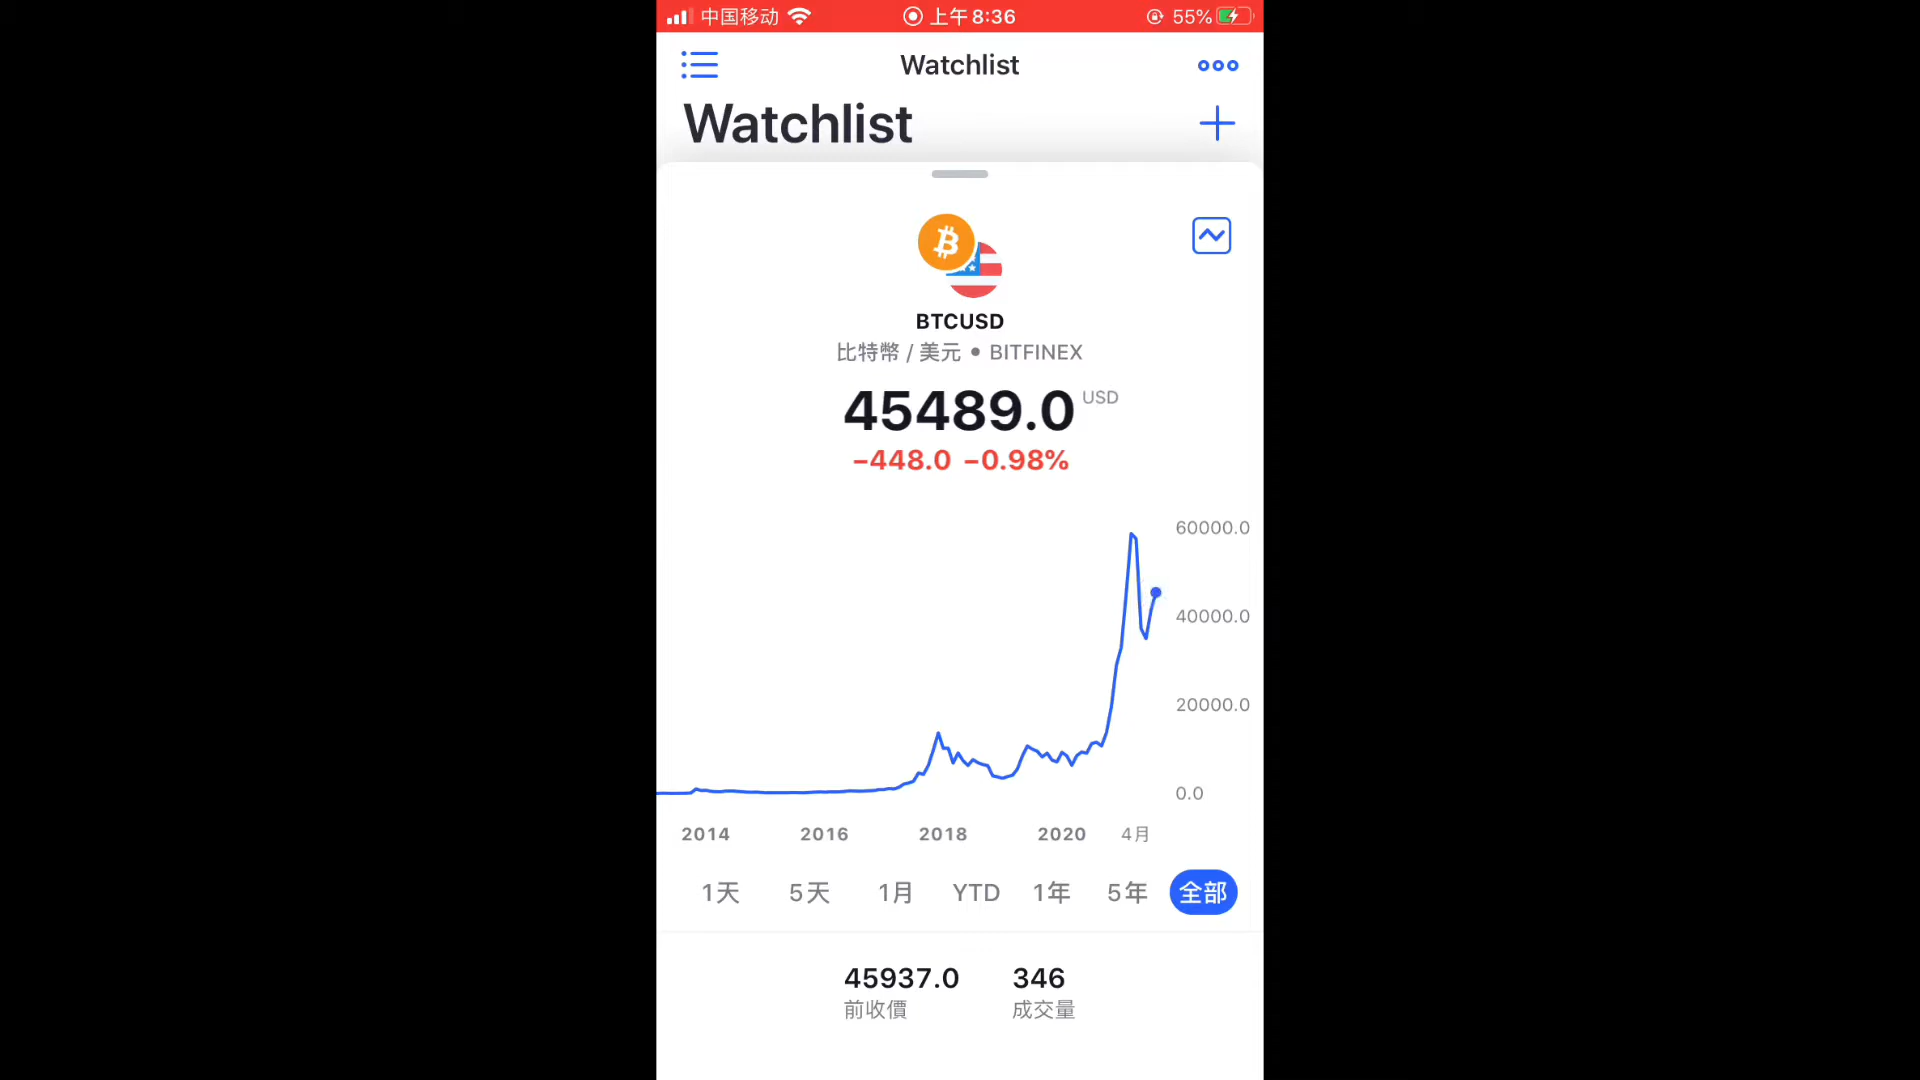 中国移动 上午8:36 55%
Watchlist
Watchlist
BTCUSD
比特幣 / 美元 • BITFINEX
45489.0 USD
−448.0 −0.98%
60000.0
40000.0
20000.0
0.0
2014 2016 2018 2020 4月
1天 5天 1月 YTD 1年 5年 全部
45937.0 346
前收價 成交量